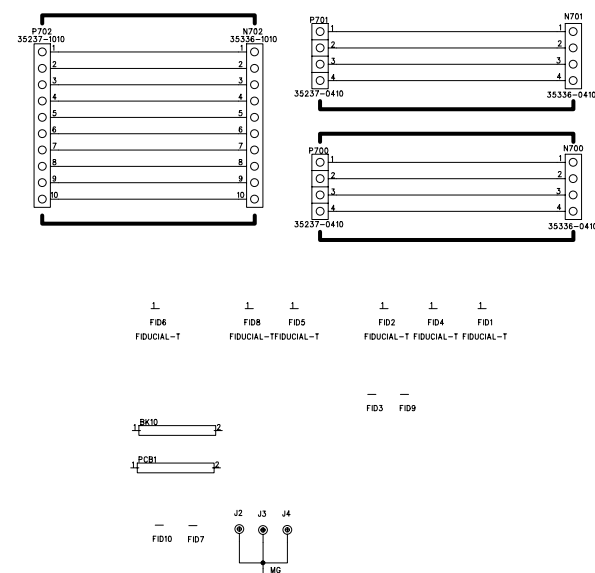 P702 N702
35237-1010 35336-1010
1 1
2 2
3 3
4 4
5 5
6 6
7 7
8 8
9 9
10 10
P701 N701
1 1
2 2
3 3
4 4
35237-0410 35336-0410
P700 N700
1 1
2 2
3 3
4 4
35237-0410 35336-0410
1 1 1 1 1 1
FID6 FID8 FID5 FID2 FID4 FID1
FIDUCIAL-T FIDUCIAL-T FIDUCIAL-T FIDUCIAL-T FIDUCIAL-T FIDUCIAL-T
FID3 FID9
BK10
1 2
PCB1
1 2
J2 J3 J4
FID10 FID7
MG